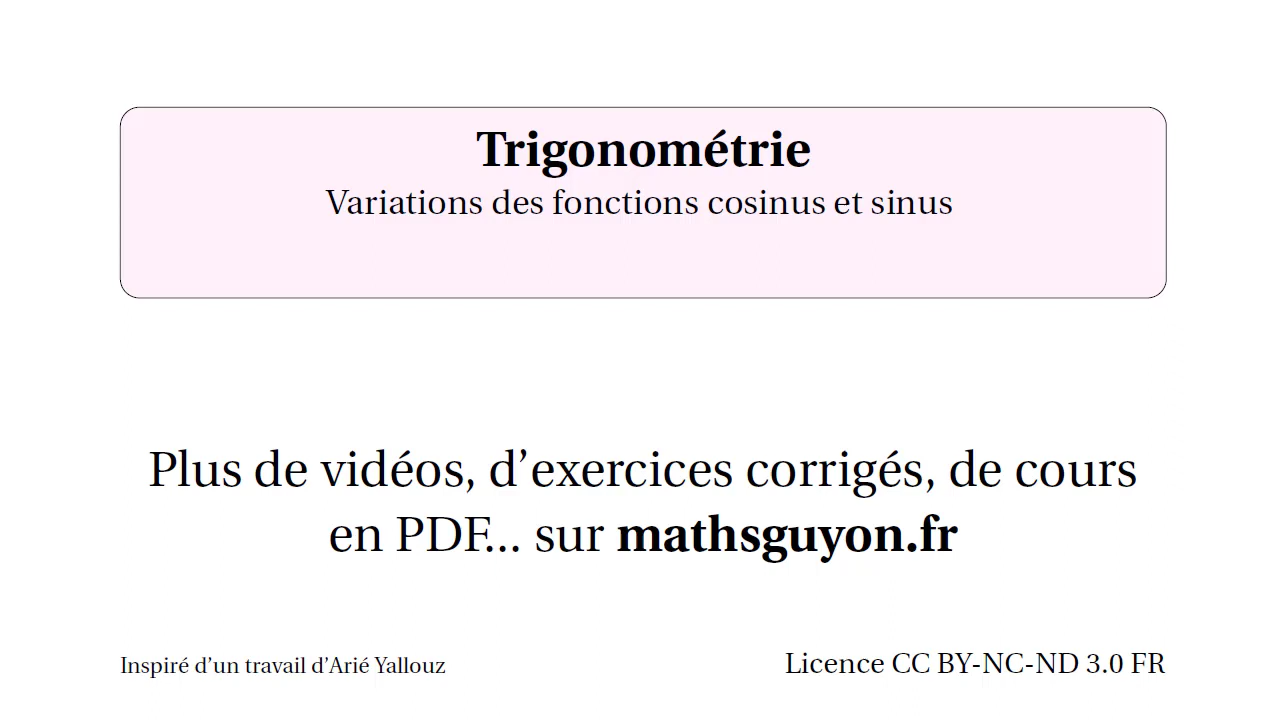 Trigonométrie
Variations des fonctions cosinus et sinus
Plus de vidéos, d’exercices corrigés, de cours
en PDF... sur mathsguyon.fr
Inspiré d’un travail d’Arié Yallouz
Licence CC BY-NC-ND 3.0 FR